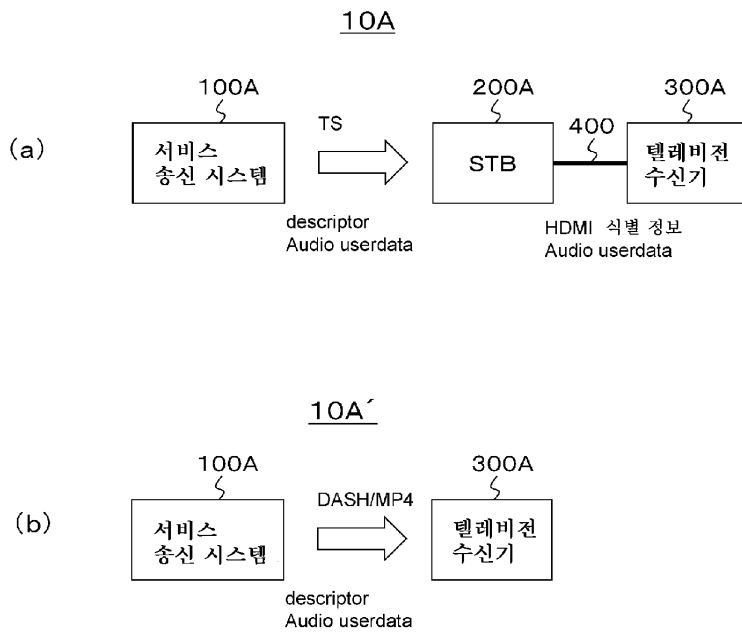 10A
100A
200A
300A
(a)
서비스
송신 시스템
TS
STB
400
텔레비전
수신기
descriptor
Audio userdata
HDMI 식별 정보
Audio userdata
10A´
100A
300A
(b)
서비스
송신 시스템
DASH/MP4
텔레비전
수신기
descriptor
Audio userdata